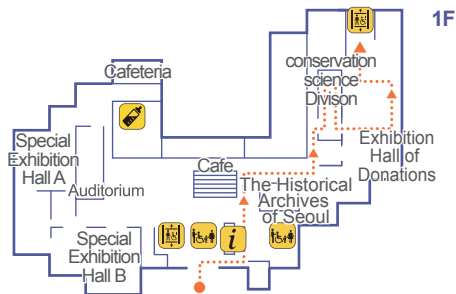 1F
conservation
science
Divison
Cafeteria
Special
Exhibition
Hall A
Auditorium
Cafe
Exhibition
Hall of
Donations
The Historical
Archives
of Seoul
Special
Exhibition
Hall B
i